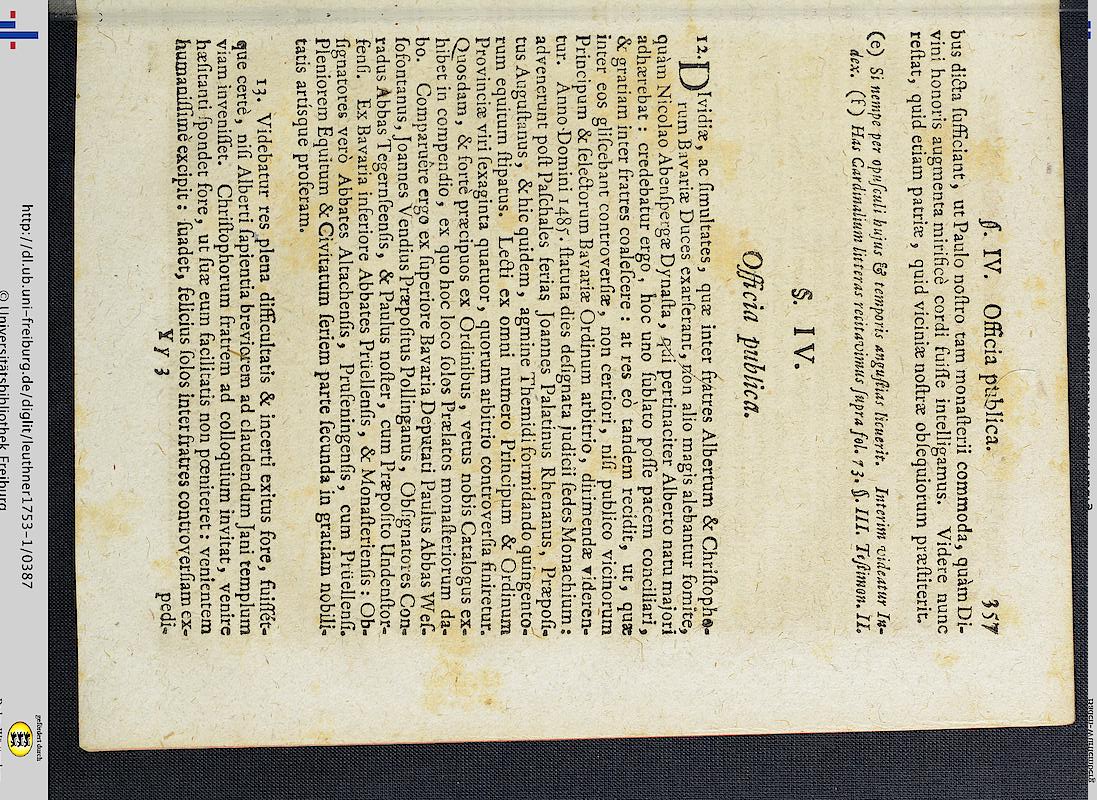 §. IV. Officia publica. 357
bus dicta ſufficiant, ut Paulo noſtro tam monaſterii commoda, quàm Di-
vini honoris augmenta mirificè cordi fuiſſe intelligamus. Videre nunc
reſtat, quid etiam patriæ, quid viciniæ noſtræ obſequiorum præſtiterit.
(e) Si nempe per opuſculi hujus & temporis anguſtias licuerit. Interim videatur In-
dex. (f) Has Cardinalium litteras recitavimus ſupra fol. 73. §. III. Teſtimon. II.
§. IV.
Officia publica.
12. DIvidiæ, ac ſimultates, quæ inter fratres Albertum & Chriſtopho-
rum Bavariæ Duces exarſerant, non alio magis alebantur fomite,
quàm Nicolao Abenſpergæ Dynaſta, qui pertinaciter Alberto natu majori
adhærebat: credebatur ergo, hoc uno ſublato poſſe pacem conciliari,
& gratiam inter fratres coaleſcere: at res eò tandem recidit, ut, quæ
inter eos gliſcebant controverſiæ, non certiori, niſi publico vicinorum
Principum & ſelectorum Bavariæ Ordinum arbitrio, dirimendæ videren-
tur. Anno Domini 1485. ſtatuta dies deſignata judicii ſedes Monachium:
advenerunt poſt Paſchales ferias Joannes Palatinus Rhenanus, Præpoſi-
tus Auguſtanus, & hic quidem, agmine Themidi formidando quingento-
rum equitum ſtipatus. Lecti ex omni numero Principum & Ordinum
Provinciæ viri ſexaginta quatuor, quorum arbitrio controverſia finiretur.
Quosdam, & fortè præcipuos ex Ordinibus, vetus nobis Catalogus ex-
hibet in compendio, ex quo hoc loco ſolos Prælatos monaſteriorum da-
bo. Comparuêre ergo ex ſuperiore Bavaria Deputati Paulus Abbas Weſ-
ſofontanus, Joannes Vendius Præpoſitus Pollinganus, Obſignatores Con-
radus Abbas Tegernſeenſis, & Paulus noſter, cum Præpoſito Undenſtor-
fenſi. Ex Bavaria inferiore Abbates Prüellenſis, & Monaſterienſis: Ob-
ſignatores verò Abbates Altachenſis, Pruſeningenſis, cum Prüellenſi.
Pleniorem Equitum & Civitatum ſeriem parte ſecunda in gratiam nobili-
tatis artisque proferam.
13. Videbatur res plena difficultatis & incerti exitus fore, fuiſſét-
que certè, niſi Alberti ſapientia breviorem ad claudendum Jani templum
viam inveniſſet. Chriſtophorum fratrem ad colloquium invitat, venire
hæſitanti ſpondet fore, ut ſuæ eum facilitatis non pœniteret: venientem
humaniſſimè excipit: ſuadet, felicius ſolos inter fratres controverſiam ex-
Y y 3 pedi-
http://dl.ub.uni-freiburg.de/diglit/leuthner1753-1/0387
© Universitätsbibliothek Freiburg
gefördert durch